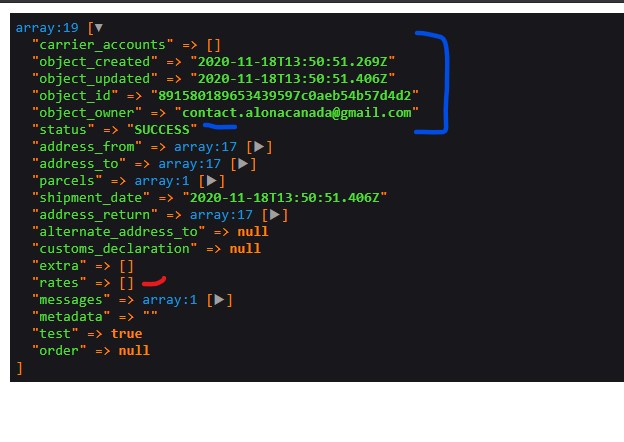 array:19 [▼
"carrier_accounts" => []
"object_created" => "2020-11-18T13:50:51.269Z"
"object_updated" => "2020-11-18T13:50:51.406Z"
"object_id" => "891580189653439597c0aeb54b57d4d2"
"object_owner" => "contact.alonacanada@gmail.com"
"status" => "SUCCESS"
"address_from" => array:17 [▶]
"address_to" => array:17 [▶]
"parcels" => array:1 [▶]
"shipment_date" => "2020-11-18T13:50:51.406Z"
"address_return" => array:17 [▶]
"alternate_address_to" => null
"customs_declaration" => null
"extra" => []
"rates" => []
"messages" => array:1 [▶]
"metadata" => ""
"test" => true
"order" => null
]